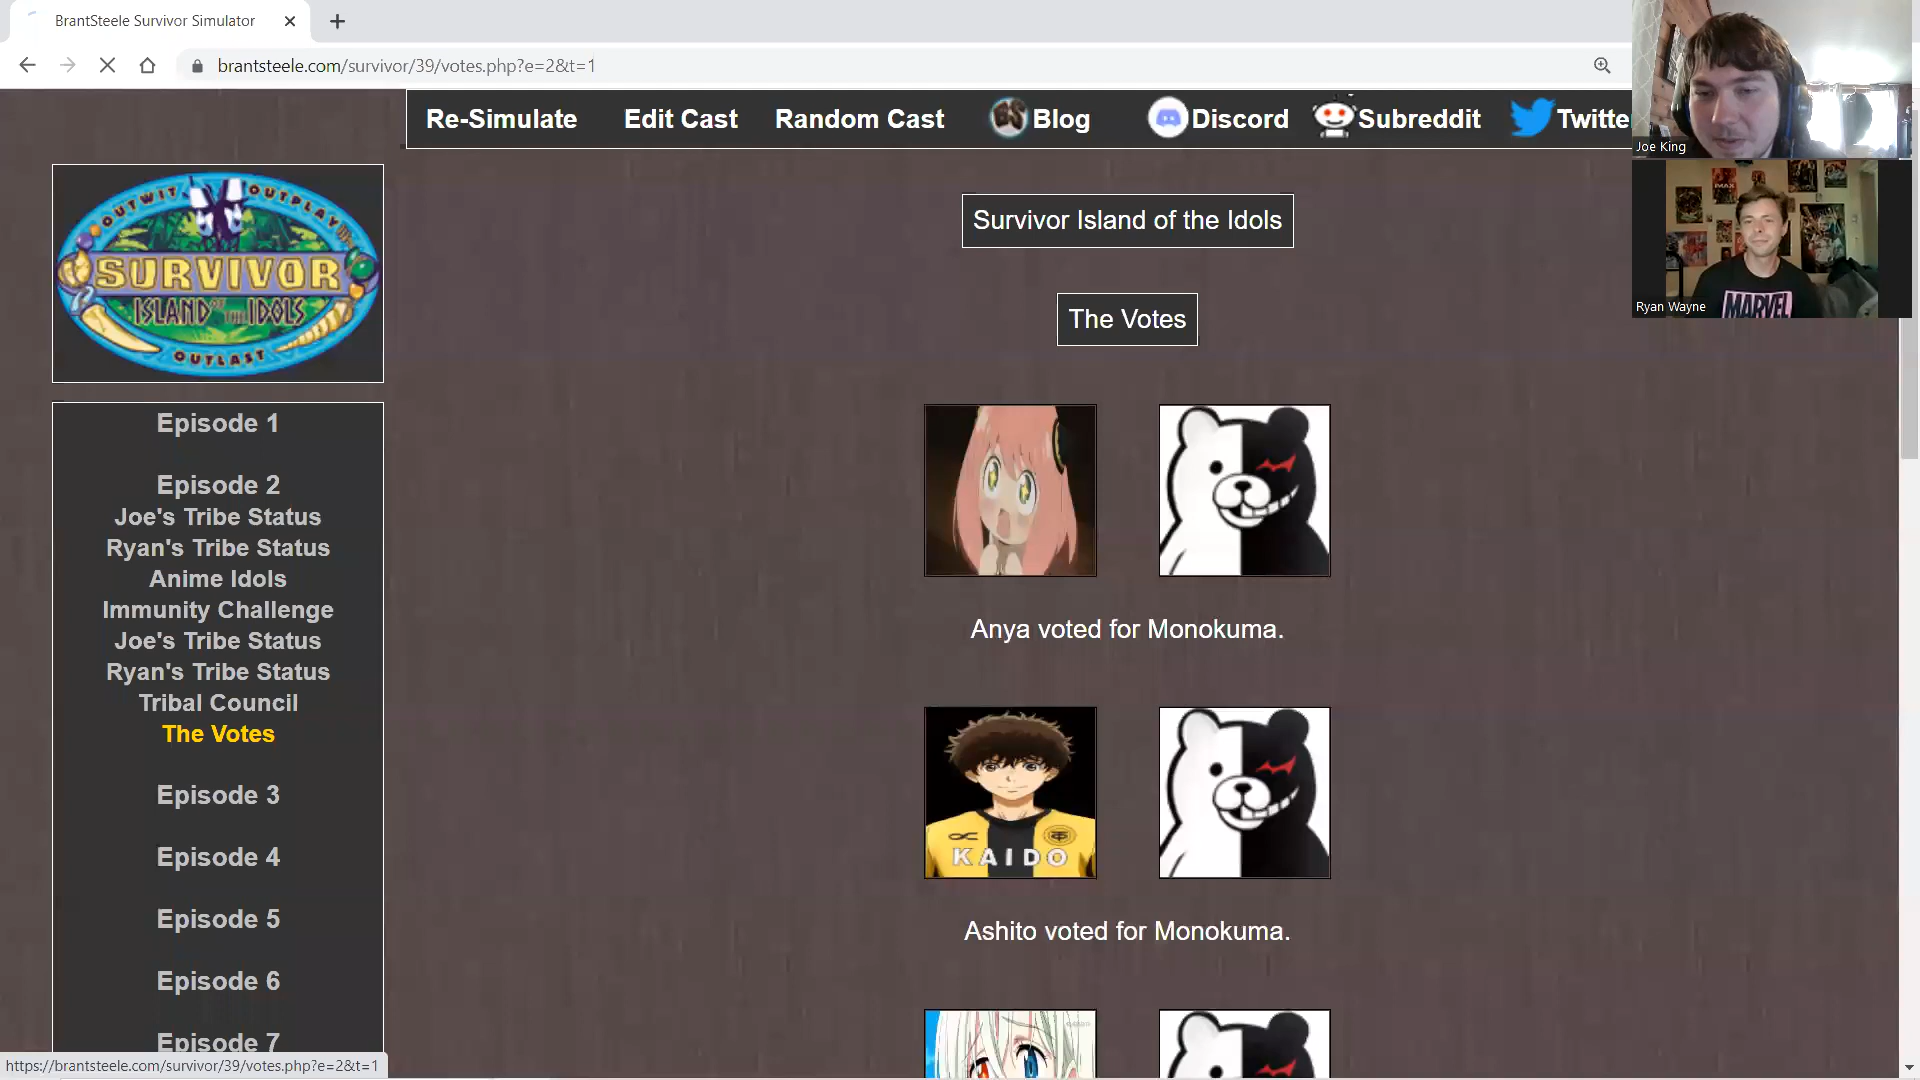 BrantSteele Survivor Simulator
brantsteele.com/survivor/39/votes.php?e=2&t=1
Re-Simulate Edit Cast Random Cast Blog Discord Subreddit Twitte
Joe King
Ryan Wayne
MARVEL
IMAX
OUTWIT OUTPLAY
SURVIVOR
ISLAND OF THE IDOLS
OUTLAST
Episode 1
Episode 2
Joe's Tribe Status
Ryan's Tribe Status
Anime Idols
Immunity Challenge
Joe's Tribe Status
Ryan's Tribe Status
Tribal Council
The Votes
Episode 3
Episode 4
Episode 5
Episode 6
Episode 7
Survivor Island of the Idols
The Votes
Anya voted for Monokuma.
KAIDO
Ashito voted for Monokuma.
https://brantsteele.com/survivor/39/votes.php?e=2&t=1